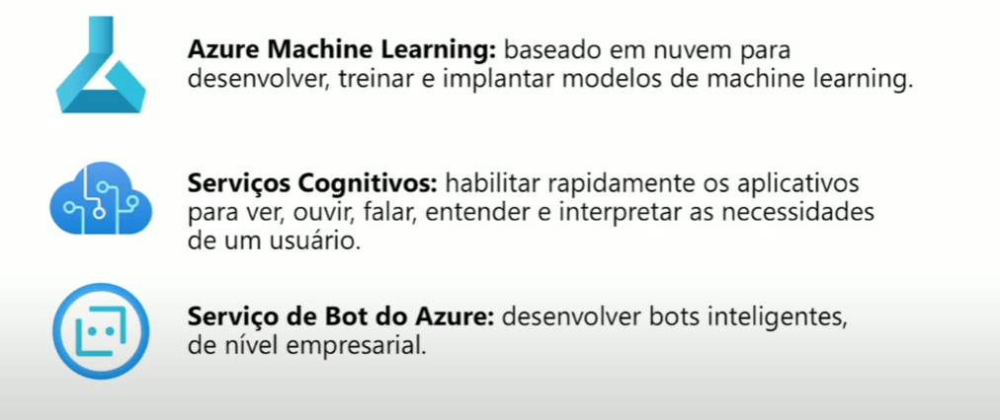 Azure Machine Learning: baseado em nuvem para
desenvolver, treinar e implantar modelos de machine learning.
Serviços Cognitivos: habilitar rapidamente os aplicativos
para ver, ouvir, falar, entender e interpretar as necessidades
de um usuário.
Serviço de Bot do Azure: desenvolver bots inteligentes,
de nível empresarial.